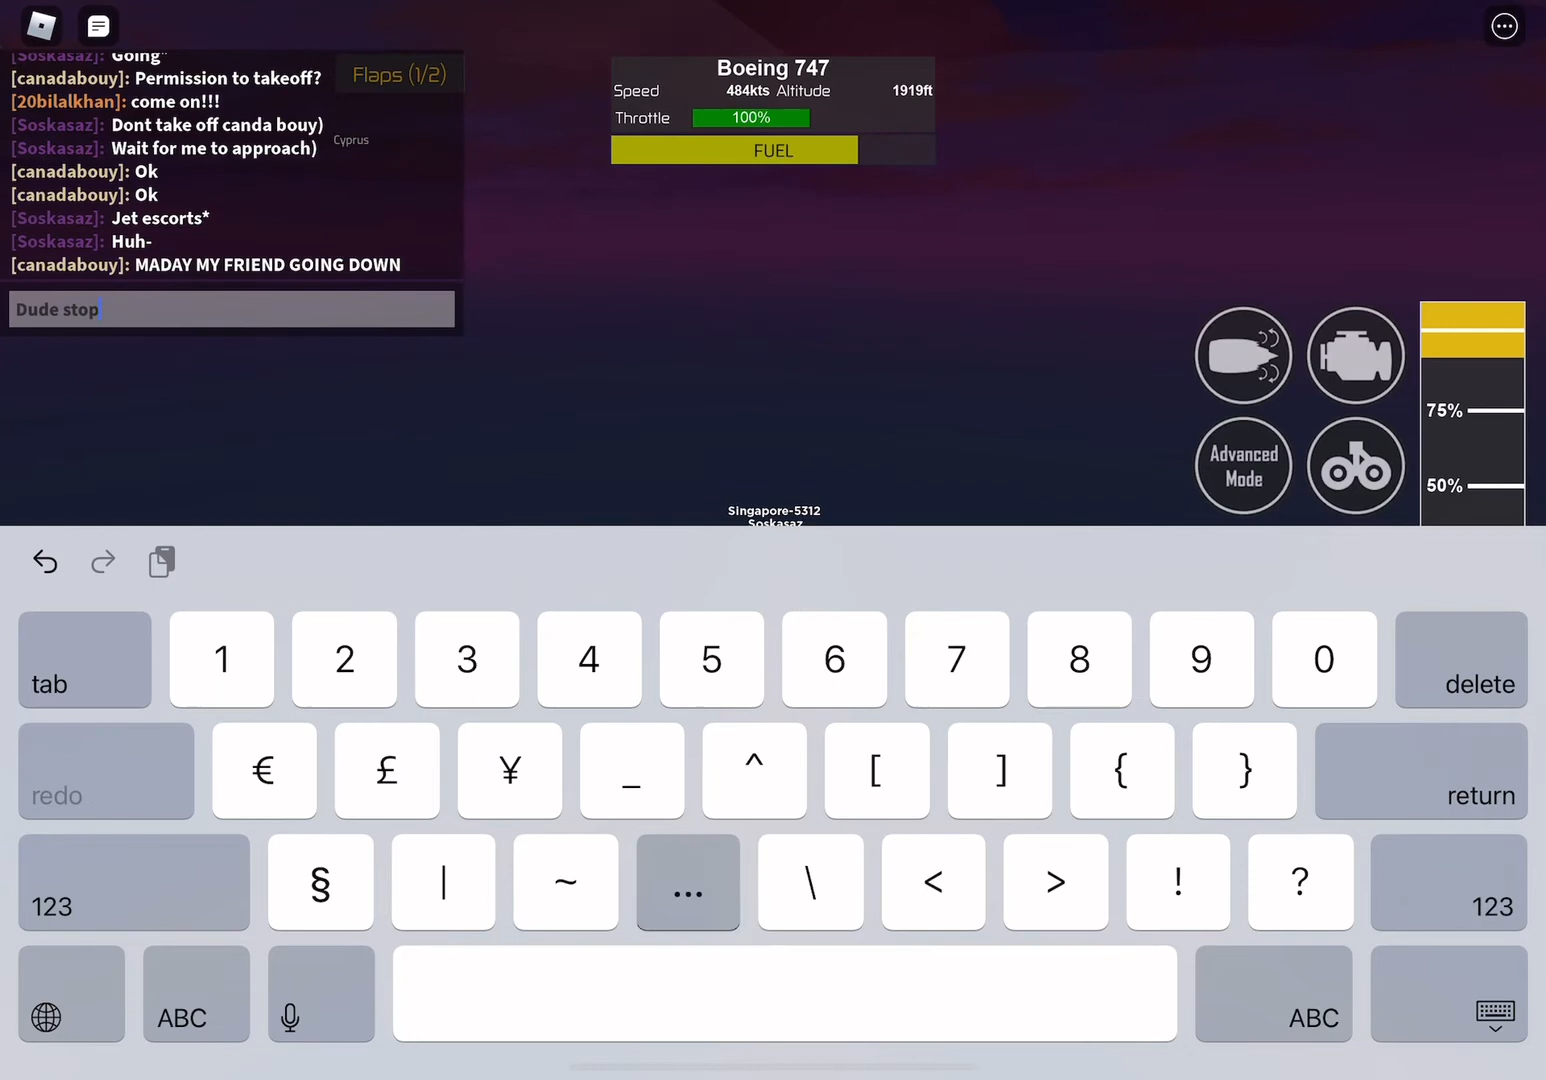 [Soskasaz]: Going"
[canadabouy]: Permission to takeoff?
Flaps (1/2)
[20bilalkhan]: come on!!!
[Soskasaz]: Dont take off canda bouy)
Cyprus
[Soskasaz]: Wait for me to approach)
[canadabouy]: Ok
[canadabouy]: Ok
[Soskasaz]: Jet escorts*
[Soskasaz]: Huh-
[canadabouy]: MADAY MY FRIEND GOING DOWN
Dude stop
Boeing 747
Speed 484kts Altitude 1919ft
Throttle 100%
FUEL
75%
Advanced
Mode
50%
Singapore-5312
Soskasaz
tab 1 2 3 4 5 6 7 8 9 0 delete
redo € £ ¥ _ ^ [ ] { } return
123 § | ~ … \ < > ! ? 123
ABC ABC